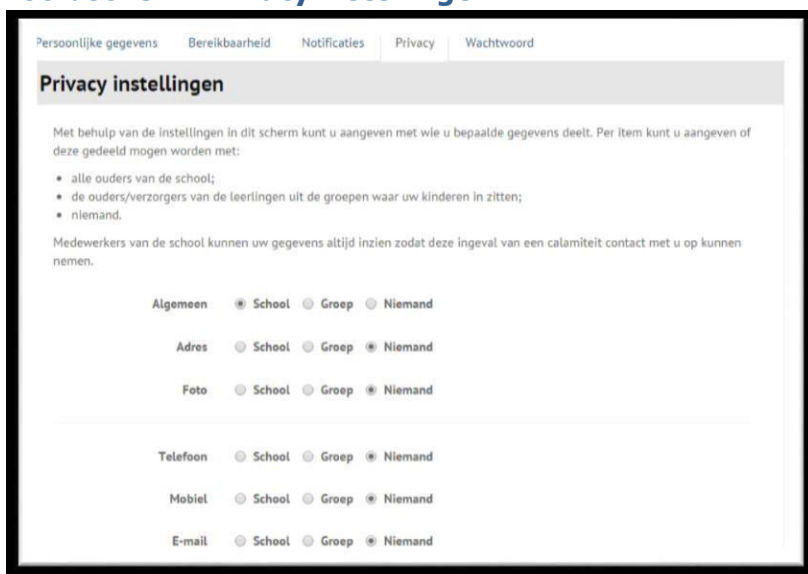 Persoonlijke gegevens Bereikbaarheid Notificaties Privacy Wachtwoord
Privacy instellingen
Met behulp van de instellingen in dit scherm kunt u aangeven met wie u bepaalde gegevens deelt. Per item kunt u aangeven of
deze gedeeld mogen worden met:
• alle ouders van de school;
• de ouders/verzorgers van de leerlingen uit de groepen waar uw kinderen in zitten;
• niemand.
Medewerkers van de school kunnen uw gegevens altijd inzien zodat deze ingeval van een calamiteit contact met u op kunnen
nemen.
Algemeen School Groep Niemand
Adres School Groep Niemand
Foto School Groep Niemand
Telefoon School Groep Niemand
Mobiel School Groep Niemand
E-mail School Groep Niemand